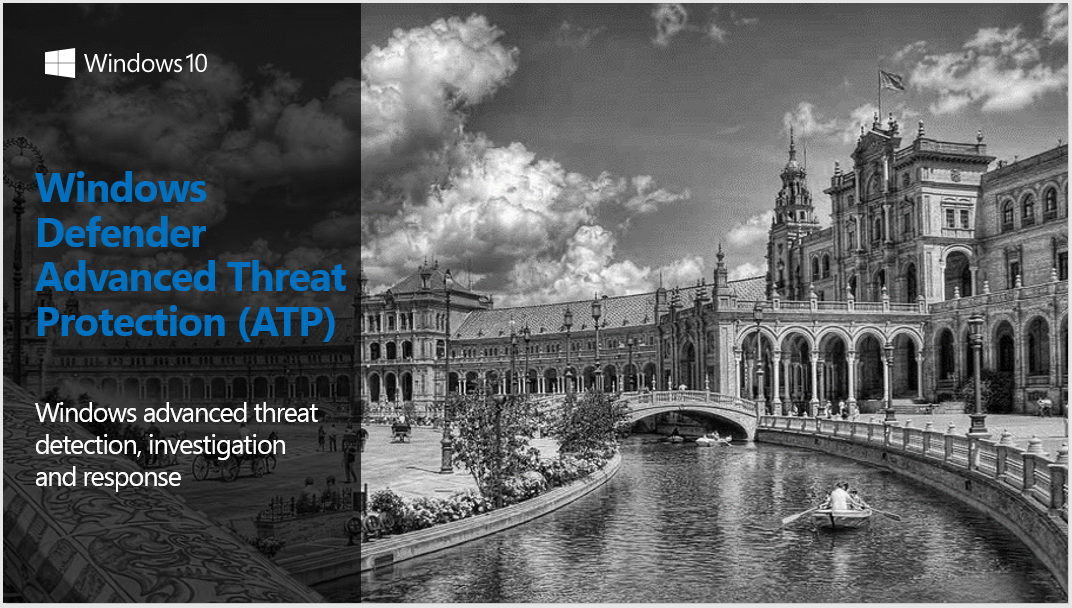 Windows 10
Windows
Defender
Advanced Threat
Protection (ATP)
Windows advanced threat
detection, investigation
and response